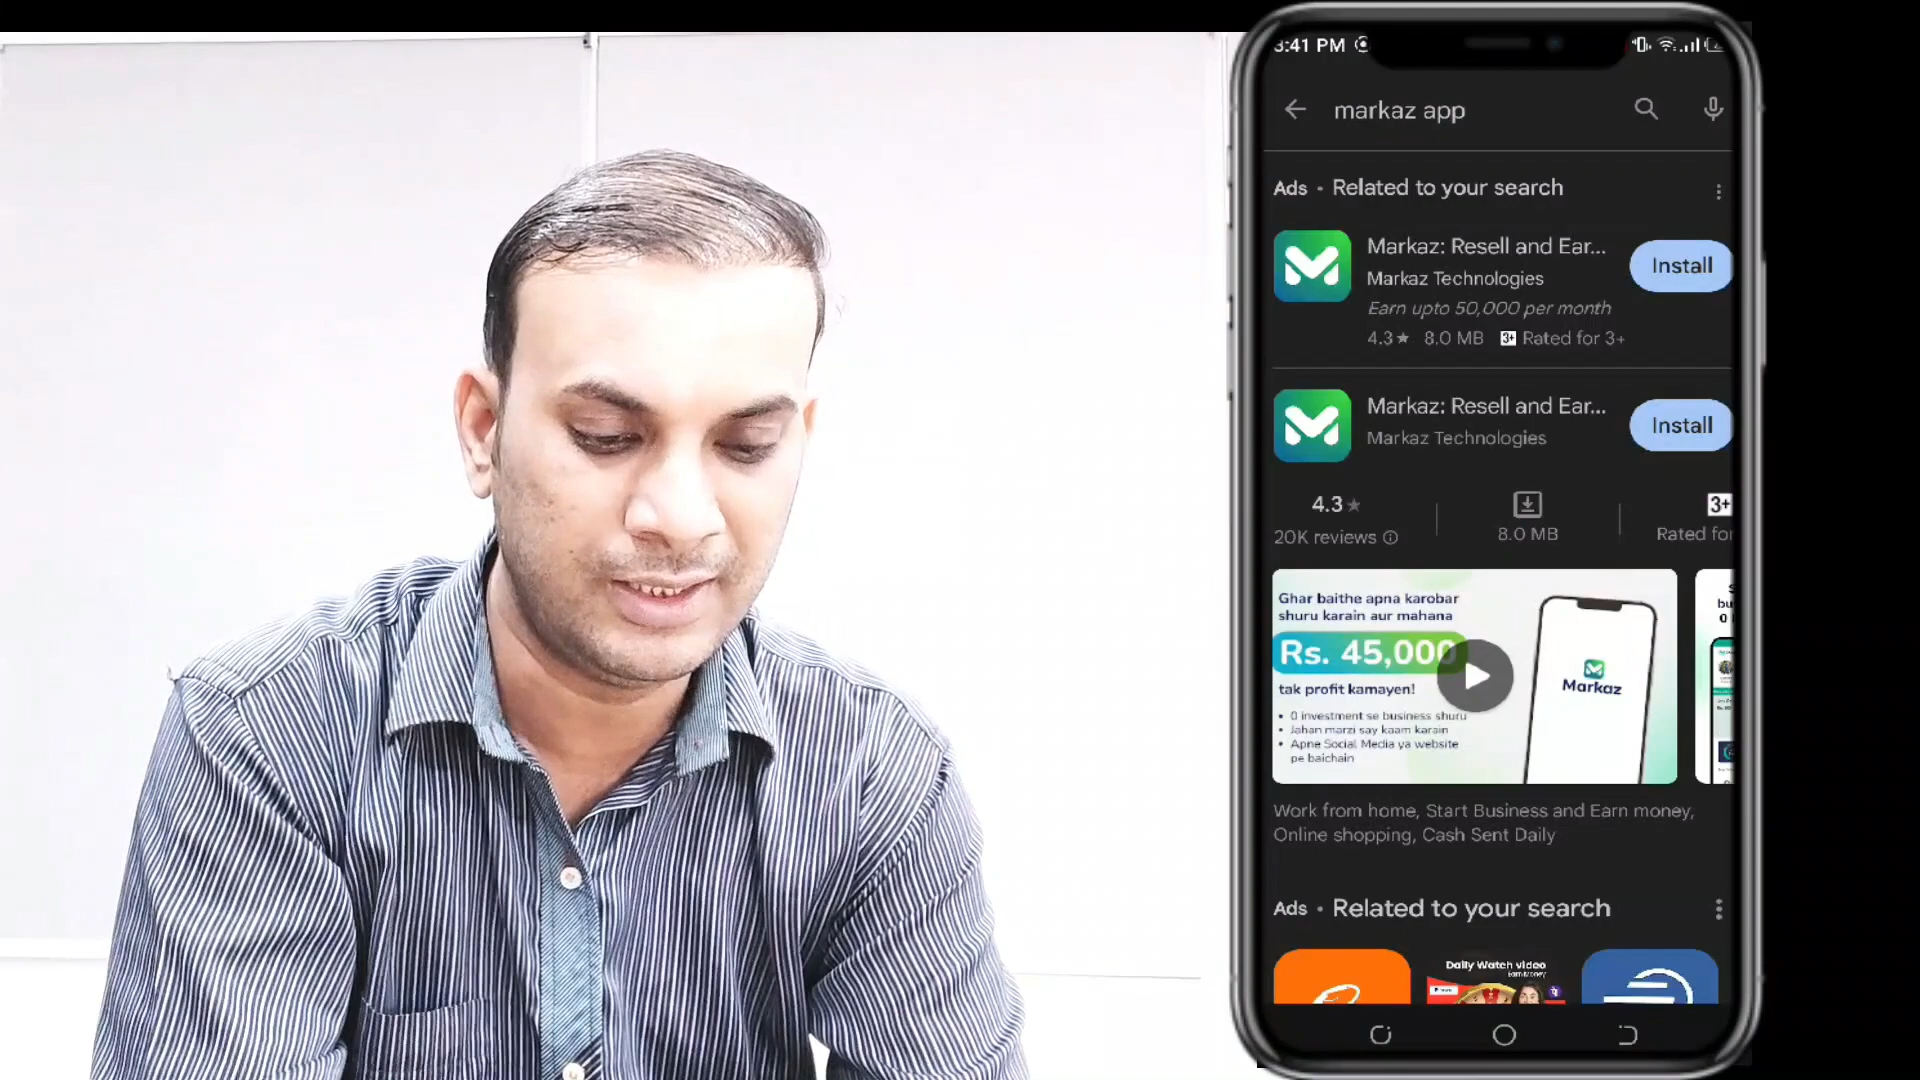 3:41 PM
markaz app
Ads • Related to your search
Markaz: Resell and Ear...
Markaz Technologies
Earn upto 50,000 per month
4.3★ 8.0 MB 3+ Rated for 3+
Install
Markaz: Resell and Ear...
Markaz Technologies
Install
4.3★
20K reviews
8.0 MB
3+
Rated for
Ghar baithe apna karobar
shuru karain aur mahana
Rs. 45,000
tak profit kamayen!
• 0 investment se business shuru
• Jahan marzi say kaam karain
• Apne Social Media ya website
pe baichain
Markaz
Work from home, Start Business and Earn money,
Online shopping, Cash Sent Daily
Ads • Related to your search
Daily Watch video
Earn Money